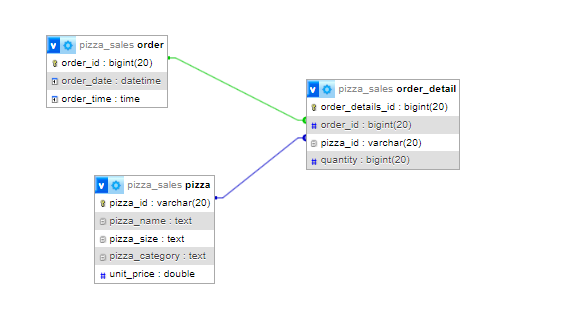 pizza_sales order
order_id : bigint(20)
order_date : datetime
order_time : time
pizza_sales order_detail
order_details_id : bigint(20)
order_id : bigint(20)
pizza_id : varchar(20)
quantity : bigint(20)
pizza_sales pizza
pizza_id : varchar(20)
pizza_name : text
pizza_size : text
pizza_category : text
unit_price : double